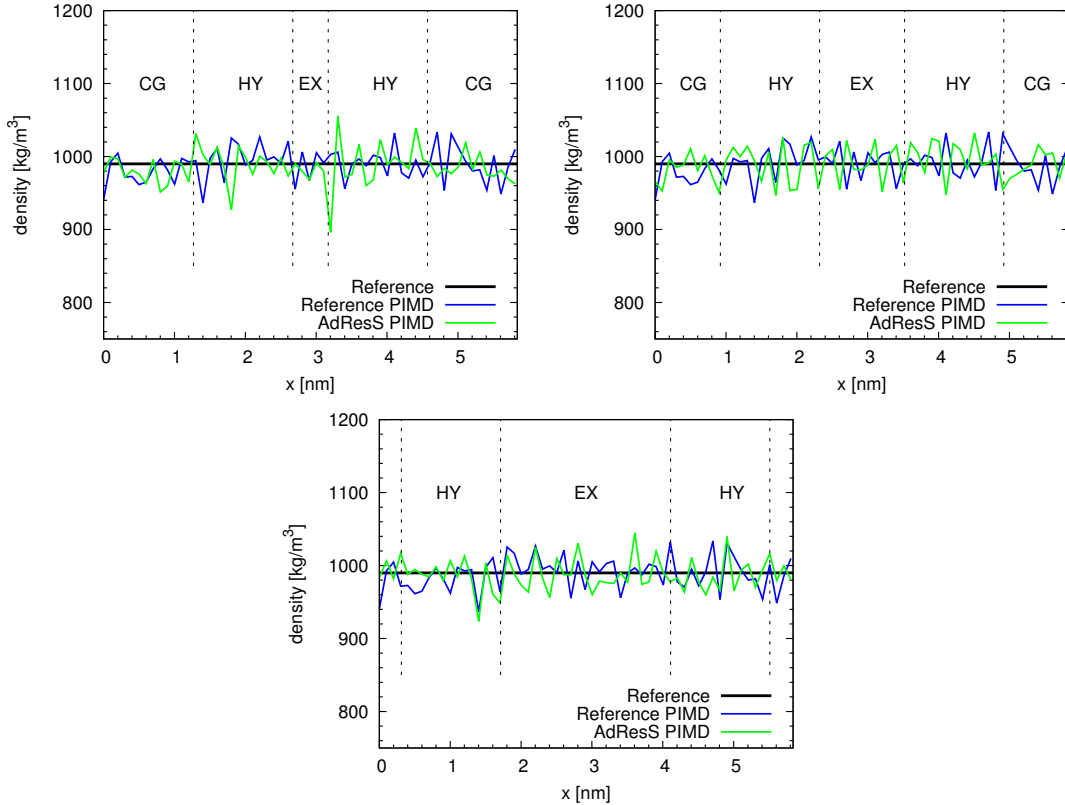 1200
1100
1000
900
800
density [kg/m³]
CG HY EX HY CG
Reference
Reference PIMD
AdResS PIMD
0 1 2 3 4 5
x [nm]
1200
1100
1000
900
800
density [kg/m³]
CG HY EX HY CG
Reference
Reference PIMD
AdResS PIMD
0 1 2 3 4 5
x [nm]
1200
1100
1000
900
800
density [kg/m³]
HY EX HY
Reference
Reference PIMD
AdResS PIMD
0 1 2 3 4 5
x [nm]